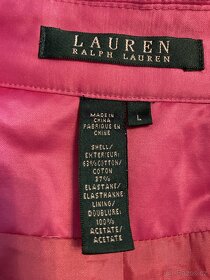 LAUREN
RALPH LAUREN
MADE IN
CHINA
FABRIQUE EN
CHINE
L
SHELL/
EXTERIEUR:
63%COTTON/
COTON
37%
ELASTANE/
ELASTHANNE
LINING/
DOUBLURE:
100%
ACETATE/
ACETATE